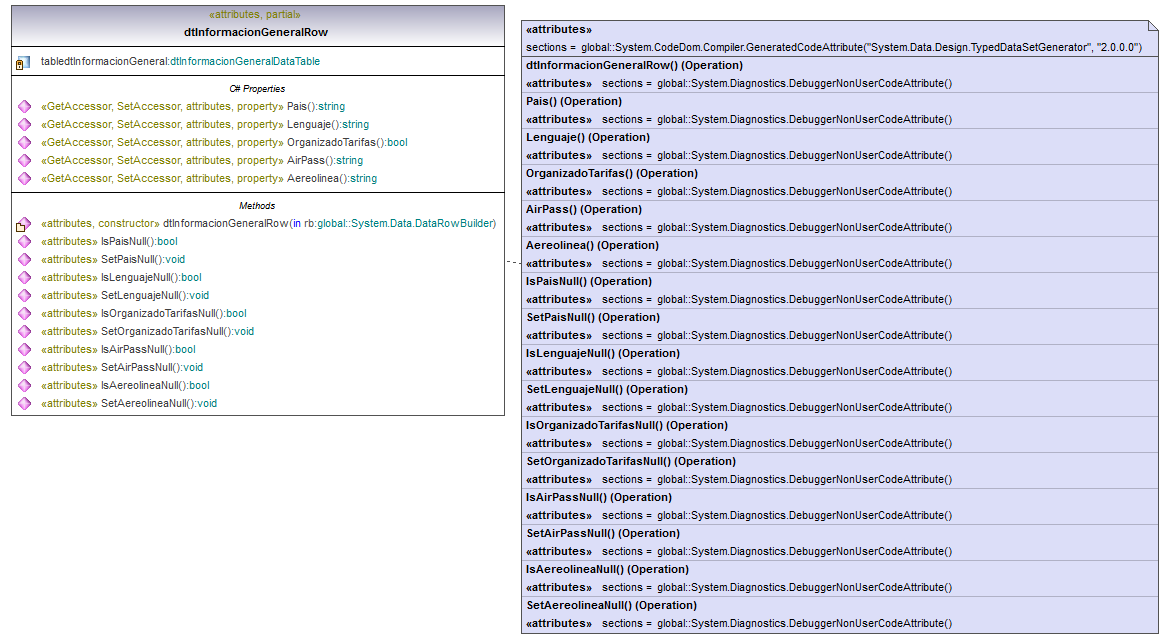 «attributes, partial»
dtInformacionGeneralRow
tabledtInformacionGeneral:dtInformacionGeneralDataTable
C# Properties
«GetAccessor, SetAccessor, attributes, property» Pais():string
«GetAccessor, SetAccessor, attributes, property» Lenguaje():string
«GetAccessor, SetAccessor, attributes, property» OrganizadoTarifas():bool
«GetAccessor, SetAccessor, attributes, property» AirPass():string
«GetAccessor, SetAccessor, attributes, property» Aereolinea():string
Methods
«attributes, constructor» dtInformacionGeneralRow(in rb:global::System.Data.DataRowBuilder)
«attributes» IsPaisNull():bool
«attributes» SetPaisNull():void
«attributes» IsLenguajeNull():bool
«attributes» SetLenguajeNull():void
«attributes» IsOrganizadoTarifasNull():bool
«attributes» SetOrganizadoTarifasNull():void
«attributes» IsAirPassNull():bool
«attributes» SetAirPassNull():void
«attributes» IsAereolineaNull():bool
«attributes» SetAereolineaNull():void
«attributes»
sections = global::System.CodeDom.Compiler.GeneratedCodeAttribute("System.Data.Design.TypedDataSetGenerator", "2.0.0.0")
dtInformacionGeneralRow() (Operation)
«attributes» sections = global::System.Diagnostics.DebuggerNonUserCodeAttribute()
Pais() (Operation)
«attributes» sections = global::System.Diagnostics.DebuggerNonUserCodeAttribute()
Lenguaje() (Operation)
«attributes» sections = global::System.Diagnostics.DebuggerNonUserCodeAttribute()
OrganizadoTarifas() (Operation)
«attributes» sections = global::System.Diagnostics.DebuggerNonUserCodeAttribute()
AirPass() (Operation)
«attributes» sections = global::System.Diagnostics.DebuggerNonUserCodeAttribute()
Aereolinea() (Operation)
«attributes» sections = global::System.Diagnostics.DebuggerNonUserCodeAttribute()
IsPaisNull() (Operation)
«attributes» sections = global::System.Diagnostics.DebuggerNonUserCodeAttribute()
SetPaisNull() (Operation)
«attributes» sections = global::System.Diagnostics.DebuggerNonUserCodeAttribute()
IsLenguajeNull() (Operation)
«attributes» sections = global::System.Diagnostics.DebuggerNonUserCodeAttribute()
SetLenguajeNull() (Operation)
«attributes» sections = global::System.Diagnostics.DebuggerNonUserCodeAttribute()
IsOrganizadoTarifasNull() (Operation)
«attributes» sections = global::System.Diagnostics.DebuggerNonUserCodeAttribute()
SetOrganizadoTarifasNull() (Operation)
«attributes» sections = global::System.Diagnostics.DebuggerNonUserCodeAttribute()
IsAirPassNull() (Operation)
«attributes» sections = global::System.Diagnostics.DebuggerNonUserCodeAttribute()
SetAirPassNull() (Operation)
«attributes» sections = global::System.Diagnostics.DebuggerNonUserCodeAttribute()
IsAereolineaNull() (Operation)
«attributes» sections = global::System.Diagnostics.DebuggerNonUserCodeAttribute()
SetAereolineaNull() (Operation)
«attributes» sections = global::System.Diagnostics.DebuggerNonUserCodeAttribute()